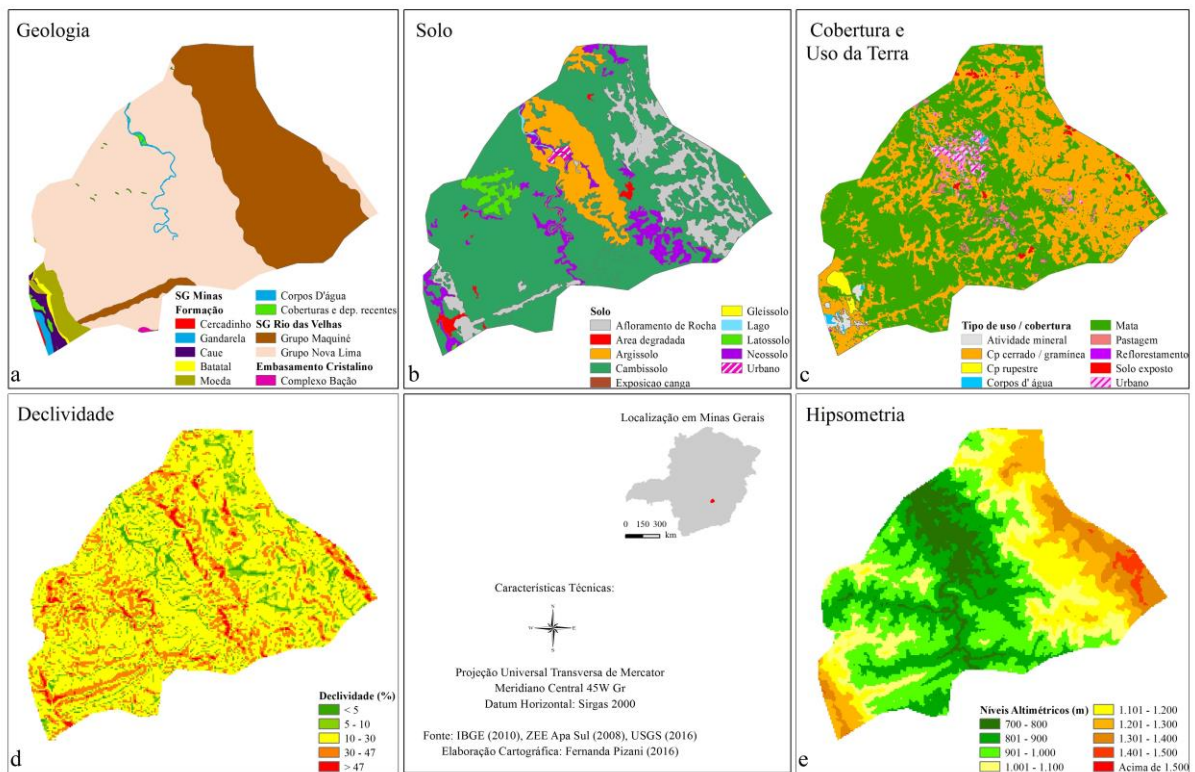 Geologia
SG Minas
Formação
Cercadinho
Gandarela
Caue
Batatal
Moeda
Corpos D'água
Coberturas e dep. recentes
SG Rio das Velhas
Grupo Maquiné
Grupo Nova Lima
Embasamento Cristalino
Complexo Bação
a
Solo
Solo
Afloramento de Rocha
Area degradada
Argissolo
Cambissolo
Exposicao canga
Gleissolo
Lago
Latossolo
Neossolo
Urbano
b
Cobertura e
Uso da Terra
Tipo de uso / cobertura
Atividade mineral
Cp cerrado / gramínea
Cp rupestre
Corpos d' água
Mata
Pastagem
Reflorestamento
Solo exposto
Urbano
c
Declividade
Declividade (%)
< 5
5 - 10
10 - 30
30 - 47
> 47
d
Localização em Minas Gerais
0 150 300
km
Características Técnicas:
N
W E
S
Projeção Universal Transversa de Mercator
Meridiano Central 45W Gr
Datum Horizontal: Sirgas 2000
Fonte: IBGE (2010), ZEE Apa Sul (2008), USGS (2016)
Elaboração Cartográfica: Fernanda Pizani (2016)
Hipsometria
Níveis Altimétricos (m)
700 - 800
801 - 900
901 - 1.000
1.001 - 1.100
1.101 - 1.200
1.201 - 1.300
1.301 - 1.400
1.401 - 1.500
Acima de 1.500
e